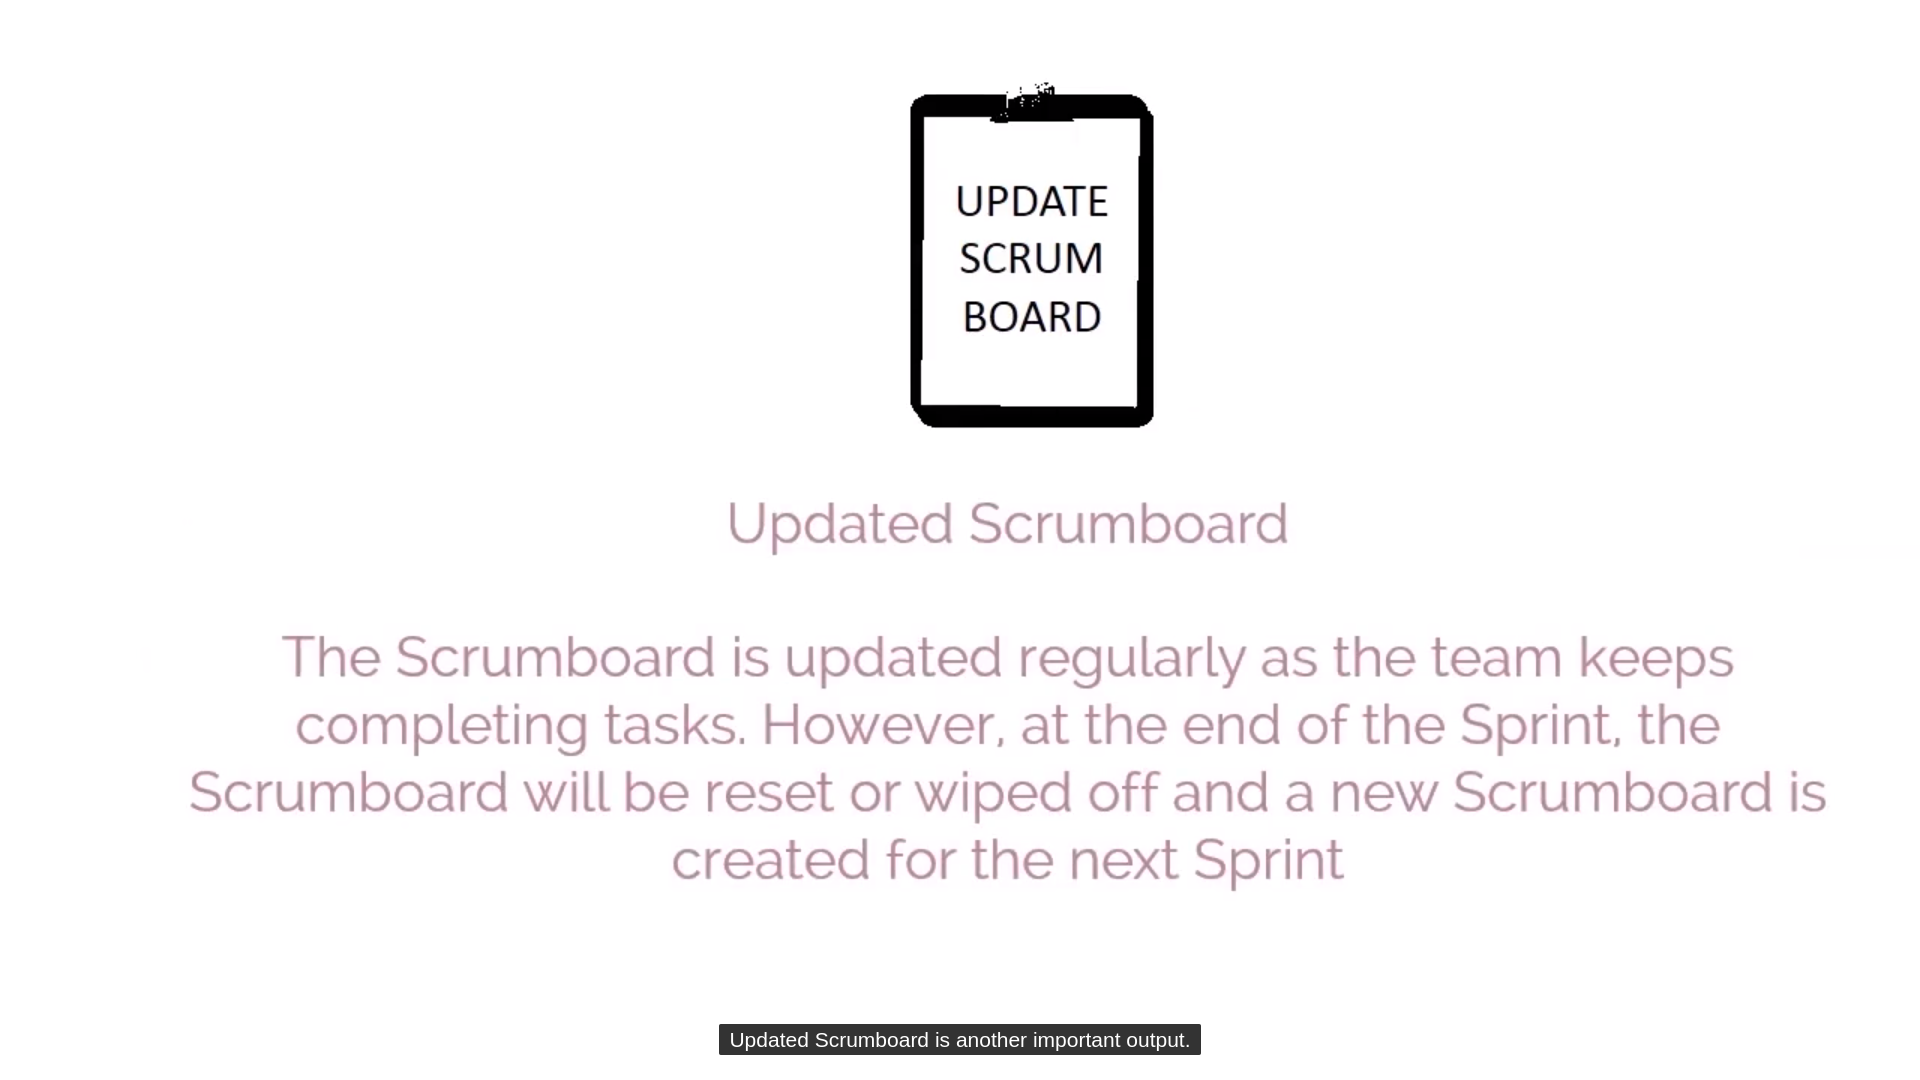 UPDATE
SCRUM
BOARD
Updated Scrumboard
The Scrumboard is updated regularly as the team keeps
completing tasks. However, at the end of the Sprint, the
Scrumboard will be reset or wiped off and a new Scrumboard is
created for the next Sprint
Updated Scrumboard is another important output.